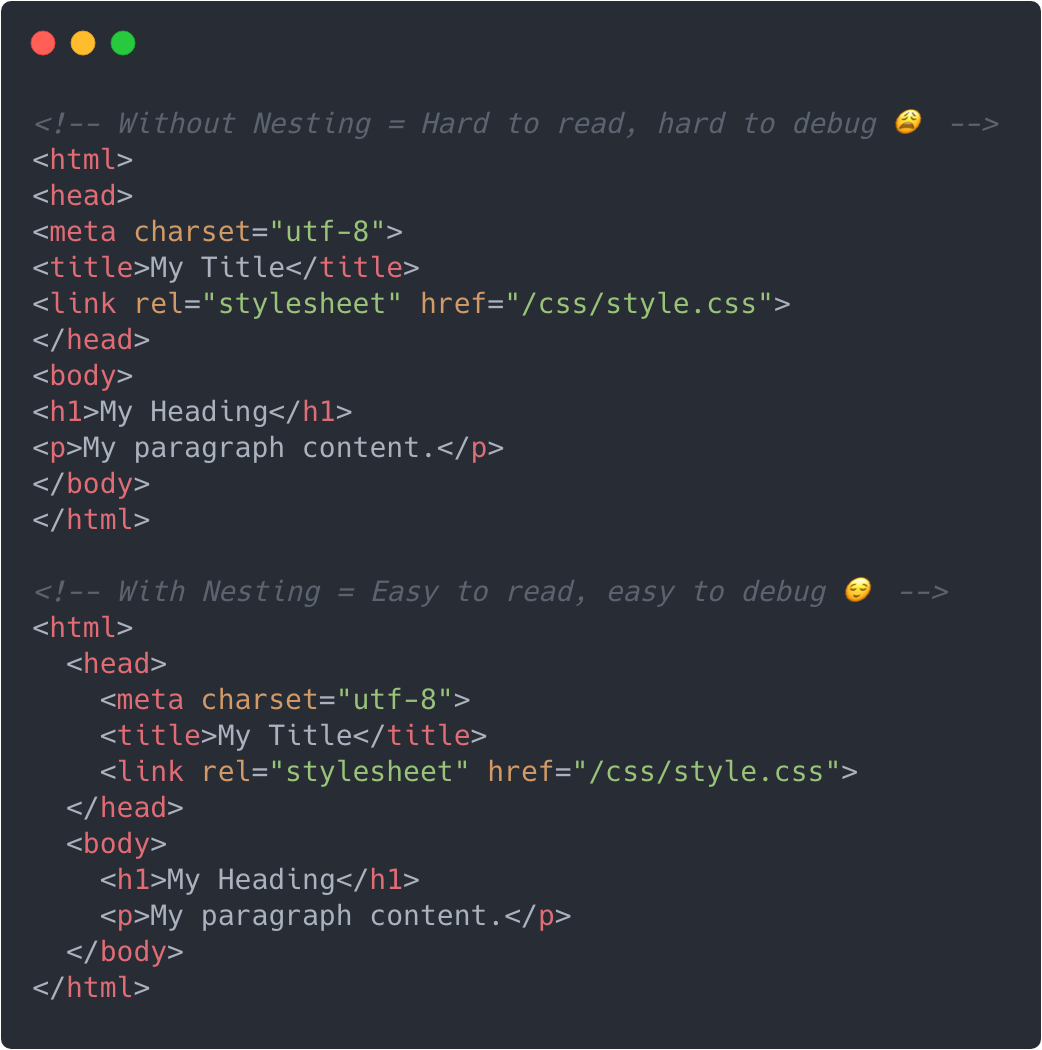 <!-- Without Nesting = Hard to read, hard to debug 😩 -->
<html>
<head>
<meta charset="utf-8">
<title>My Title</title>
<link rel="stylesheet" href="/css/style.css">
</head>
<body>
<h1>My Heading</h1>
<p>My paragraph content.</p>
</body>
</html>

<!-- With Nesting = Easy to read, easy to debug 😌 -->
<html>
  <head>
    <meta charset="utf-8">
    <title>My Title</title>
    <link rel="stylesheet" href="/css/style.css">
  </head>
  <body>
    <h1>My Heading</h1>
    <p>My paragraph content.</p>
  </body>
</html>